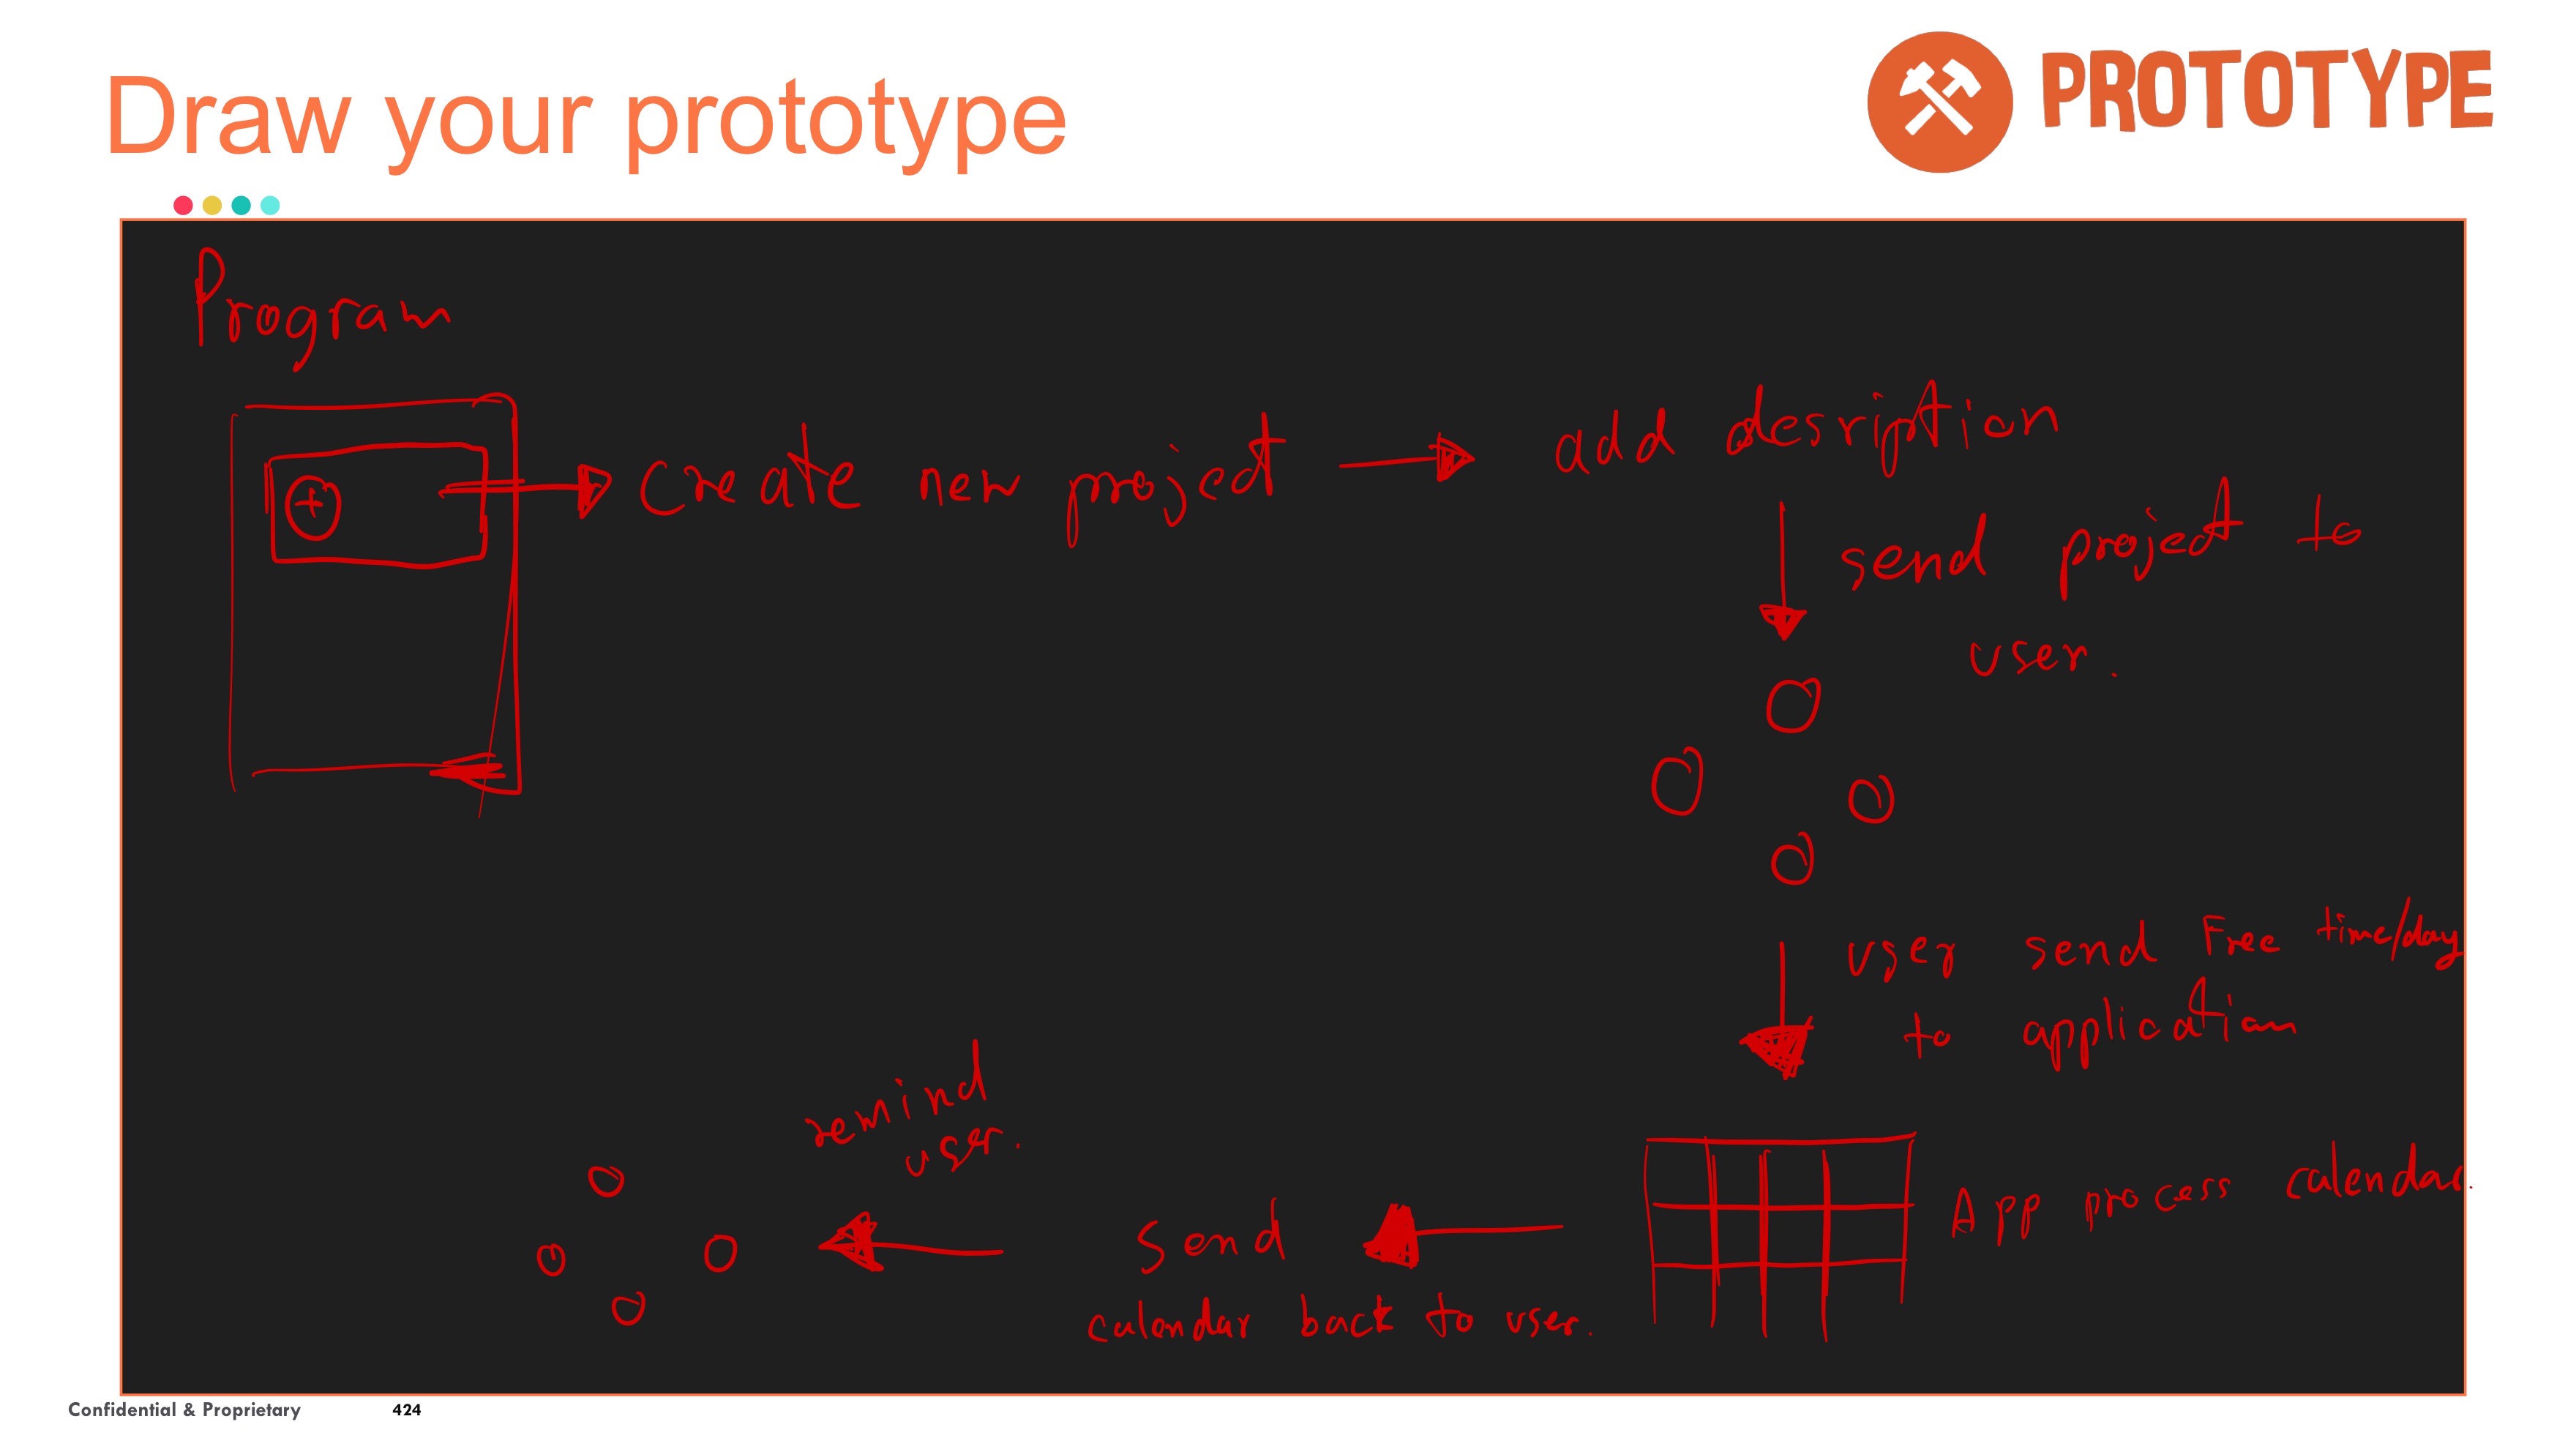 Draw your prototype
PROTOTYPE
Program
Create new project
add desription
send project to
user.
user send Free time/day
to application
App process calendar.
Send
calendar back to user.
remind
user.
Confidential & Proprietary
424